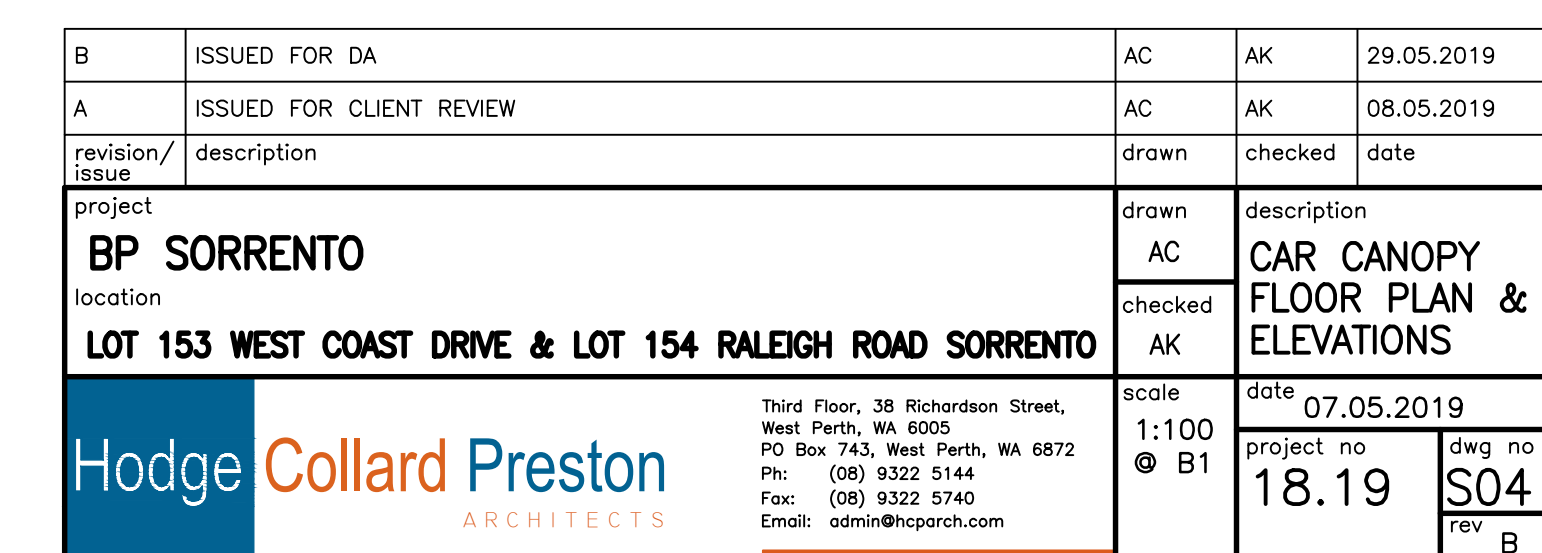 B ISSUED FOR DA AC AK 29.05.2019
A ISSUED FOR CLIENT REVIEW AC AK 08.05.2019
revision/ issue description drawn checked date
project
BP SORRENTO
location
LOT 153 WEST COAST DRIVE & LOT 154 RALEIGH ROAD SORRENTO
drawn
AC
checked
AK
description
CAR CANOPY
FLOOR PLAN &
ELEVATIONS
Hodge Collard Preston
ARCHITECTS
Third Floor, 38 Richardson Street,
West Perth, WA 6005
PO Box 743, West Perth, WA 6872
Ph: (08) 9322 5144
Fax: (08) 9322 5740
Email: admin@hcparch.com
scale
1:100
@ B1
date 07.05.2019
project no
18.19
dwg no
S04
rev
B